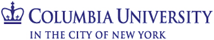 COLUMBIA UNIVERSITY
IN THE CITY OF NEW YORK